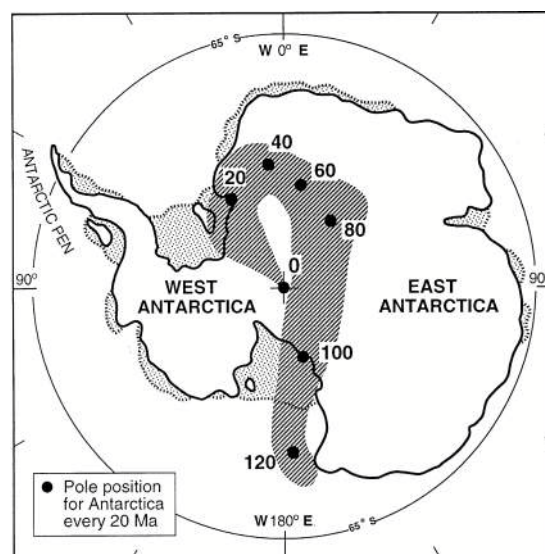 65° S
W 0° E
ANTARCTIC PEN
40
20
60
80
0
90°
WEST
ANTARCTICA
EAST
ANTARCTICA
90
100
120
Pole position
for Antarctica
every 20 Ma
W 180° E.
65° S